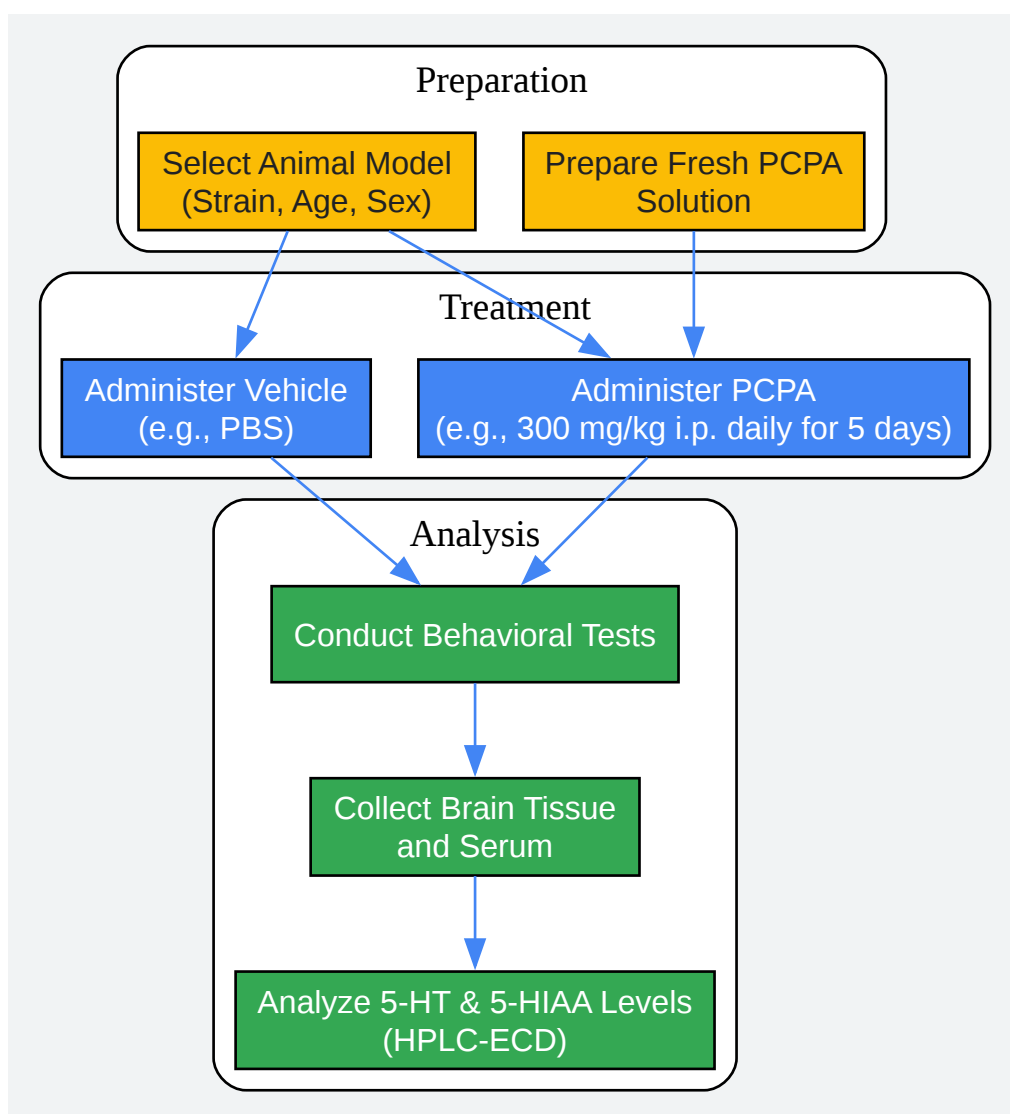 Preparation
Select Animal Model
(Strain, Age, Sex)
Prepare Fresh PCPA
Solution
Treatment
Administer Vehicle
(e.g., PBS)
Administer PCPA
(e.g., 300 mg/kg i.p. daily for 5 days)
Analysis
Conduct Behavioral Tests
Collect Brain Tissue
and Serum
Analyze 5-HT & 5-HIAA Levels
(HPLC-ECD)